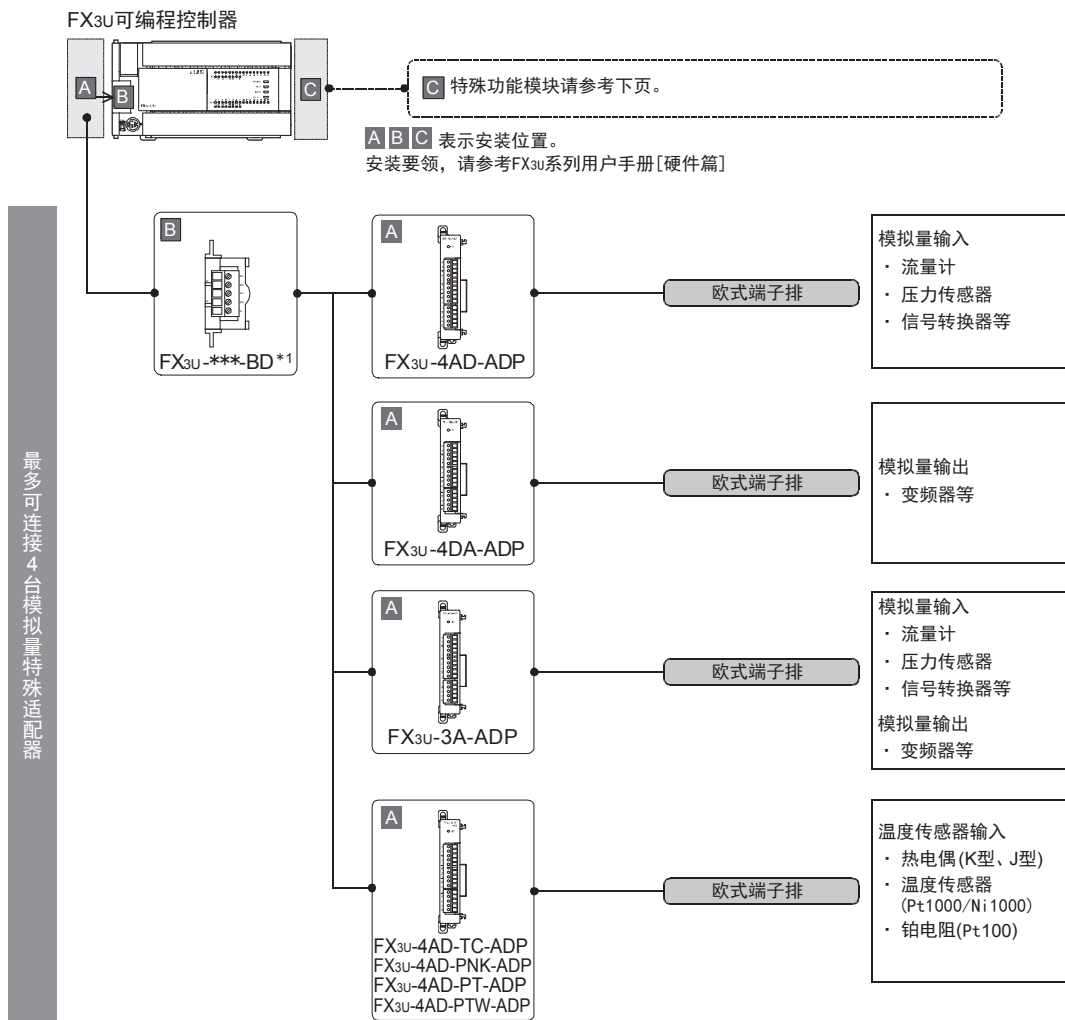 FX3U可编程控制器
A
B
C
C 特殊功能模块请参考下页。
A B C 表示安装位置。
安装要领，请参考FX3U系列用户手册[硬件篇]
最多可连接4台模拟量特殊适配器
B
FX3U-***-BD*1
A
FX3U-4AD-ADP
欧式端子排
模拟量输入
· 流量计
· 压力传感器
· 信号转换器等
A
FX3U-4DA-ADP
欧式端子排
模拟量输出
· 变频器等
A
FX3U-3A-ADP
欧式端子排
模拟量输入
· 流量计
· 压力传感器
· 信号转换器等
模拟量输出
· 变频器等
A
FX3U-4AD-TC-ADP
FX3U-4AD-PNK-ADP
FX3U-4AD-PT-ADP
FX3U-4AD-PTW-ADP
欧式端子排
温度传感器输入
· 热电偶(K型、J型)
· 温度传感器
(Pt1000/Ni1000)
· 铂电阻(Pt100)